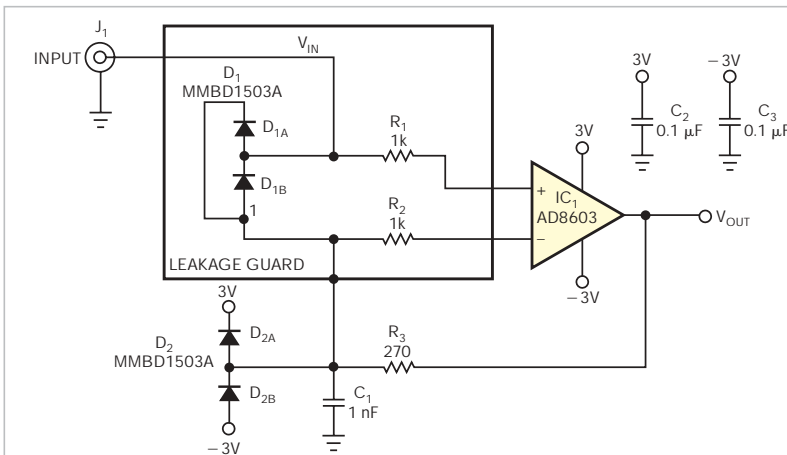 J1
INPUT
VIN
D1
MMBD1503A
D1A
D1B
1
R1
1k
R2
1k
LEAKAGE GUARD
3V
IC1
AD8603
+
−
−3V
VOUT
3V
C2
0.1 µF
−3V
C3
0.1 µF
3V
D2
MMBD1503A
D2A
D2B
−3V
R3
270
C1
1 nF